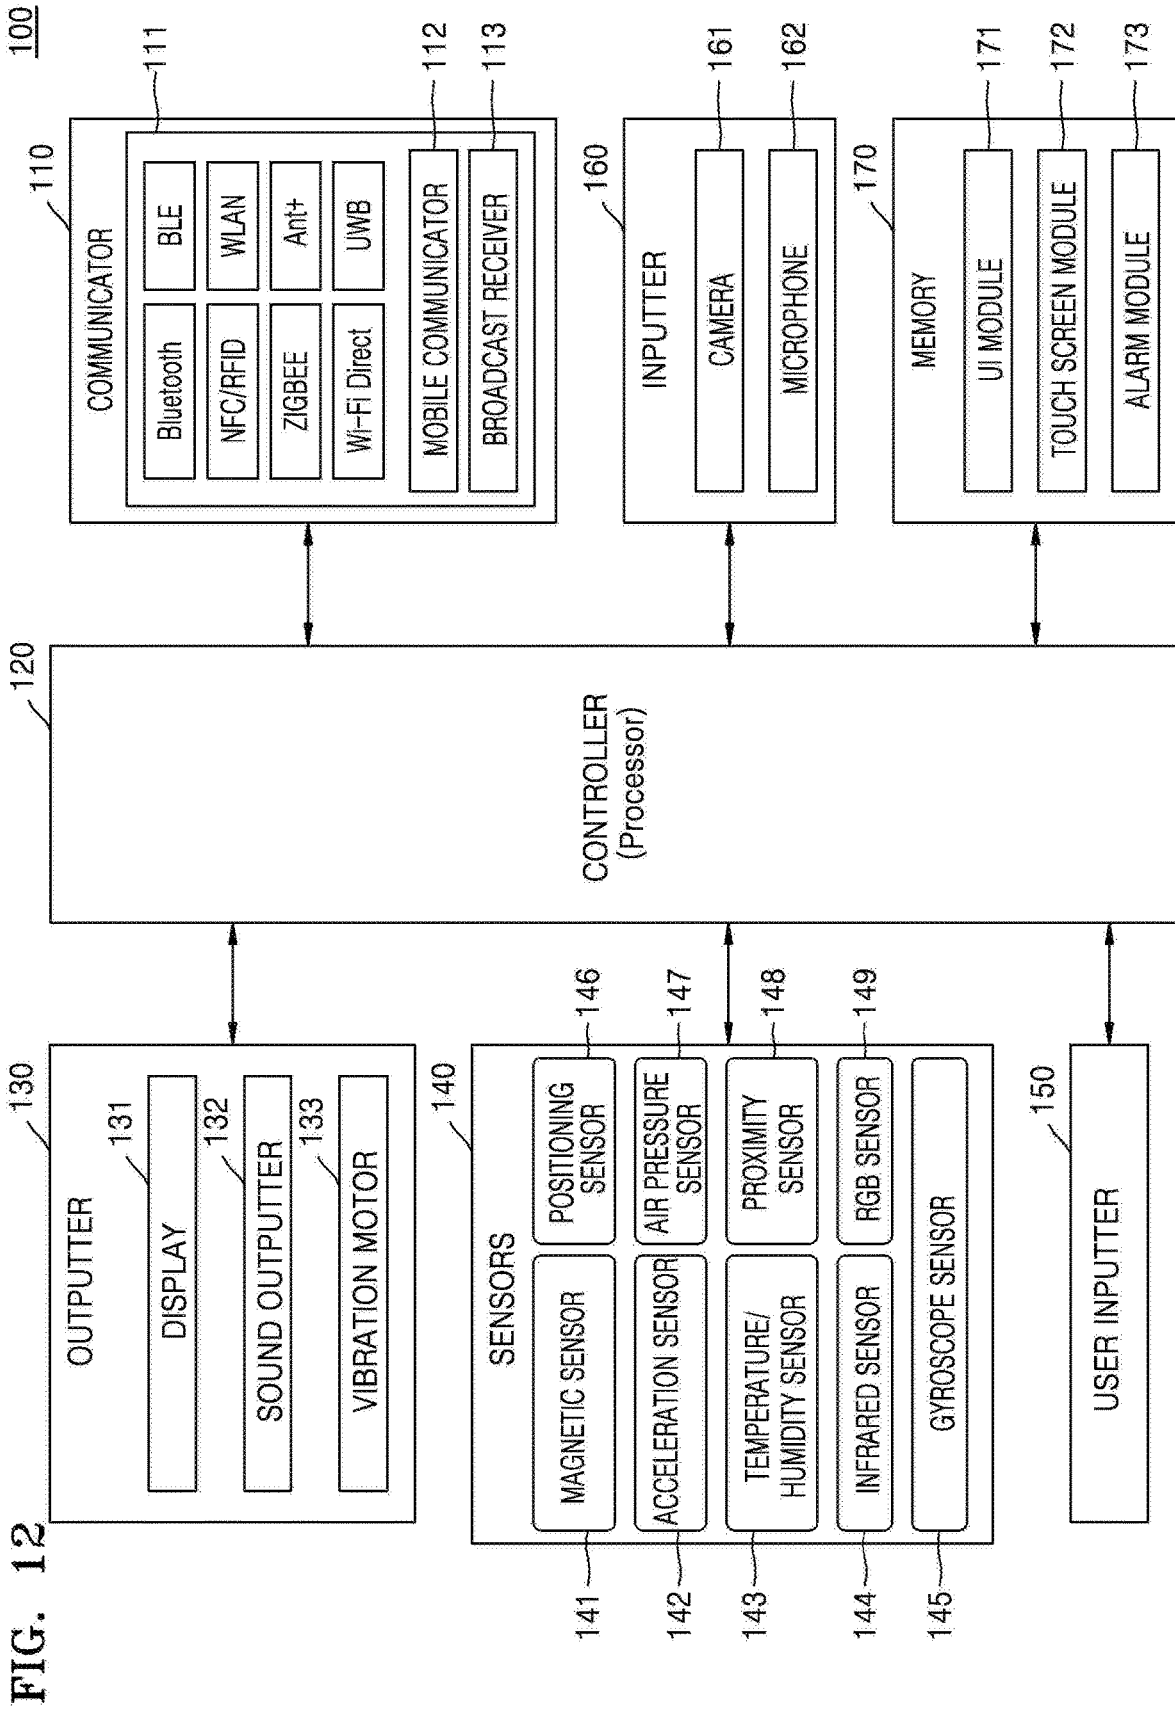 FIG. 12
100
130
OUTPUTTER
131
DISPLAY
132
SOUND OUTPUTTER
133
VIBRATION MOTOR
140
SENSORS
141
MAGNETIC SENSOR
POSITIONING
SENSOR
146
142
ACCELERATION SENSOR
AIR PRESSURE
SENSOR
147
143
TEMPERATURE/
HUMIDITY SENSOR
PROXIMITY
SENSOR
148
144
INFRARED SENSOR
RGB SENSOR
149
145
GYROSCOPE SENSOR
150
USER INPUTTER
120
CONTROLLER
(Processor)
110
COMMUNICATOR
111
Bluetooth
BLE
NFC/RFID
WLAN
ZIGBEE
Ant+
Wi-Fi Direct
UWB
MOBILE COMMUNICATOR
112
BROADCAST RECEIVER
113
160
INPUTTER
CAMERA
161
MICROPHONE
162
170
MEMORY
UI MODULE
171
TOUCH SCREEN MODULE
172
ALARM MODULE
173